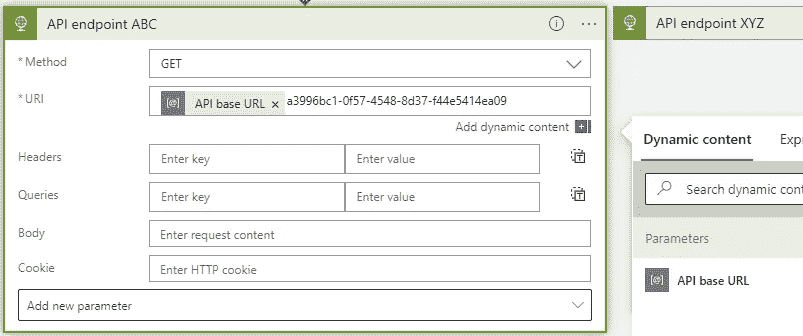 API endpoint ABC
* Method
GET
* URI
API base URL × a3996bc1-0f57-4548-8d37-f44e5414ea09
Add dynamic content
Headers
Enter key
Enter value
Queries
Enter key
Enter value
Body
Enter request content
Cookie
Enter HTTP cookie
Add new parameter
API endpoint XYZ
Dynamic content
Expr
Search dynamic cont
Parameters
API base URL